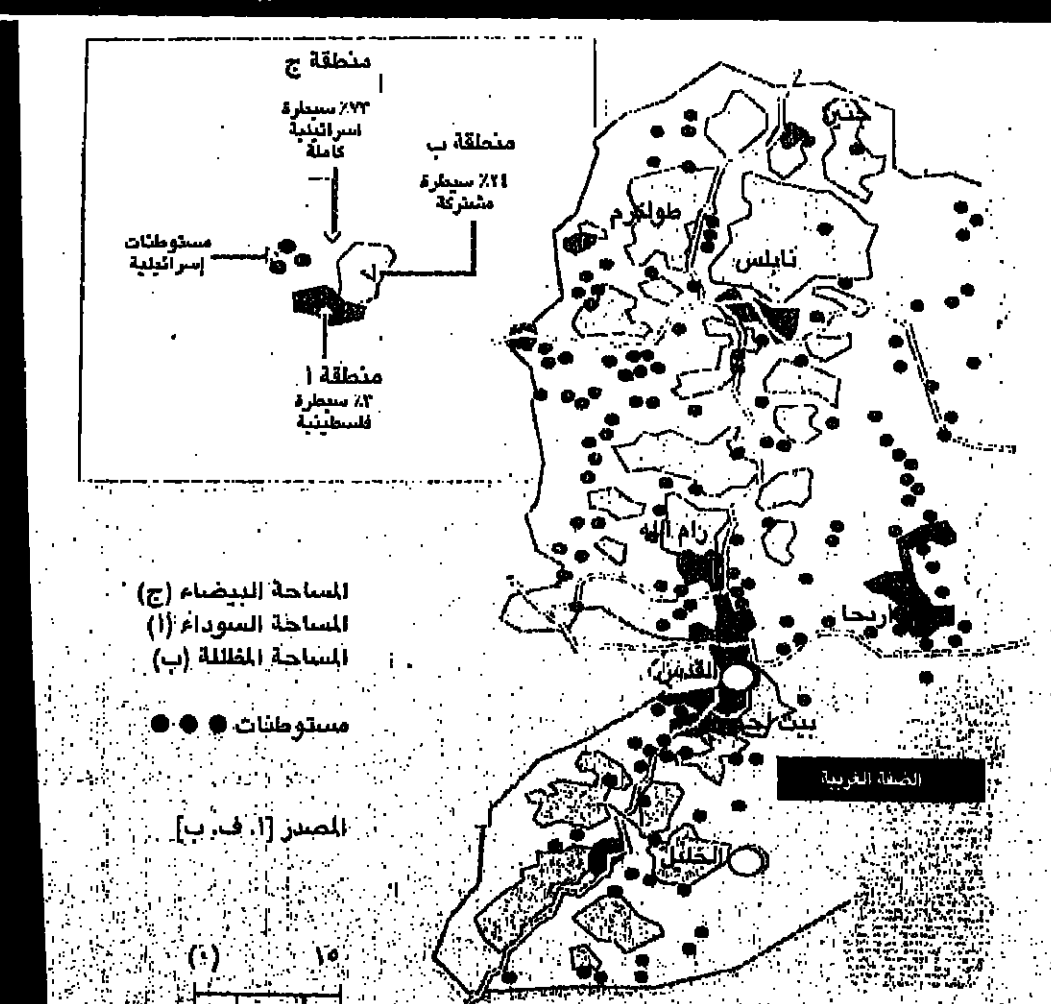 منطقة ج
٧٣٪ سيطرة
اسرائيلية
كاملة
منطقة ب
٢٤٪ سيطرة
مشتركة
مستوطنات
إسرائيلية
منطقة ا
٣٪ سيطرة
فلسطينية
جنين
طولكرم
نابلس
رام الله
اريحا
القدس
بيت لحم
الخليل
الضفة الغربية
المساحة البيضاء (ج)
المساحة السوداء (أ)
المساحة المظللة (ب)
مستوطنات
المصدر [ا. ف. ب]
١٥